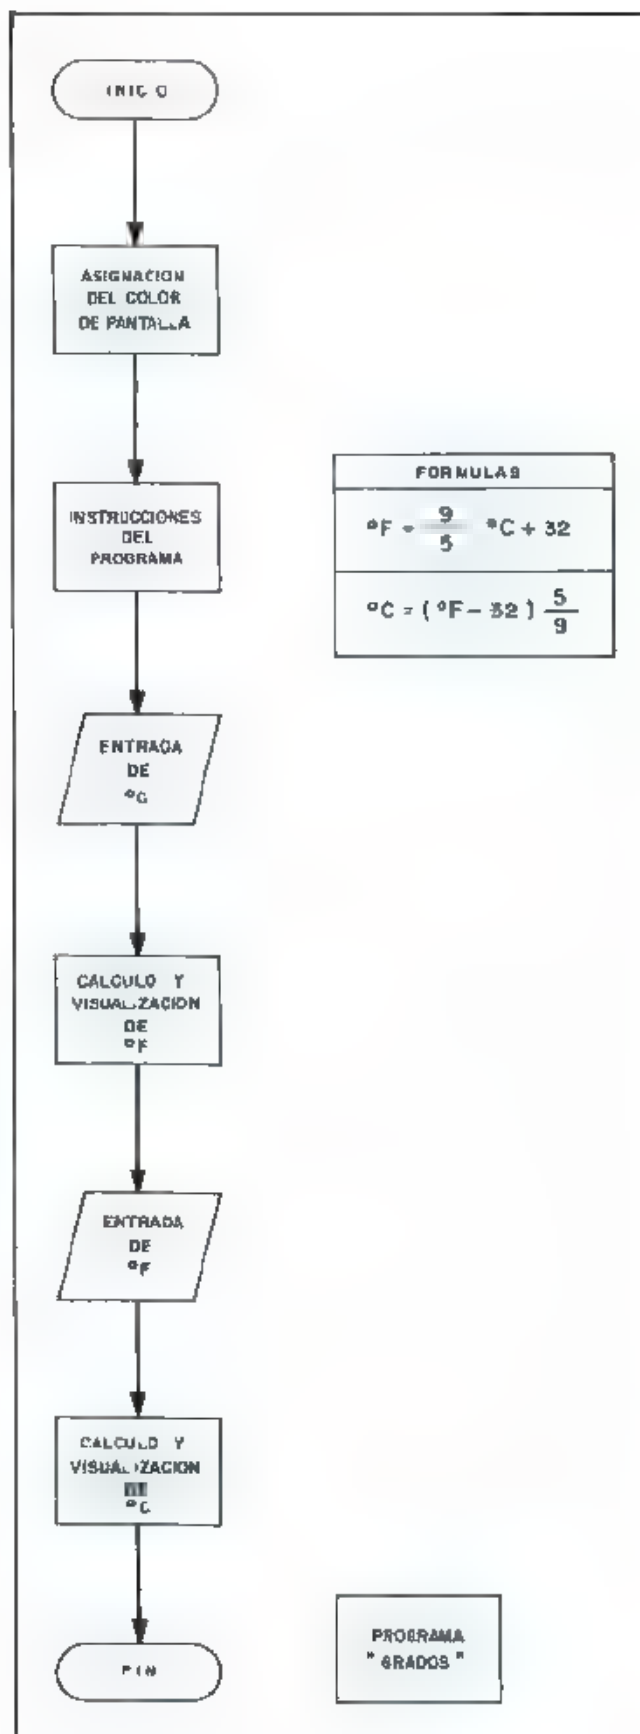 INICIO
ASIGNACION
DEL COLOR
DE PANTALLA
INSTRUCCIONES
DEL
PROGRAMA
FORMULAS
°F = 9/5 °C + 32
°C = (°F - 32) 5/9
ENTRADA
DE
°C
CALCULO Y
VISUALIZACION
DE
°F
ENTRADA
DE
°F
CALCULO Y
VISUALIZACION
°C
FIN
PROGRAMA
"GRADOS"